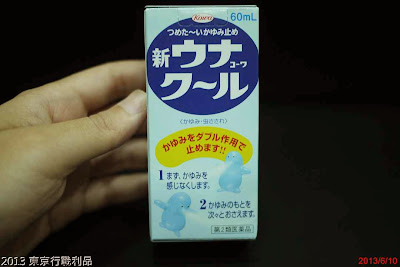 Kowa
60mL
つめた〜いかゆみ止め
新ウナ
コーワ
クール
〈かゆみ・虫さされ〉
かゆみをダブル作用で
止めます!!
1まず、かゆみを
感じなくします。
2かゆみのもとを
次々とおさえます。
第2類医薬品
2013 東京行戰利品
2013/6/10